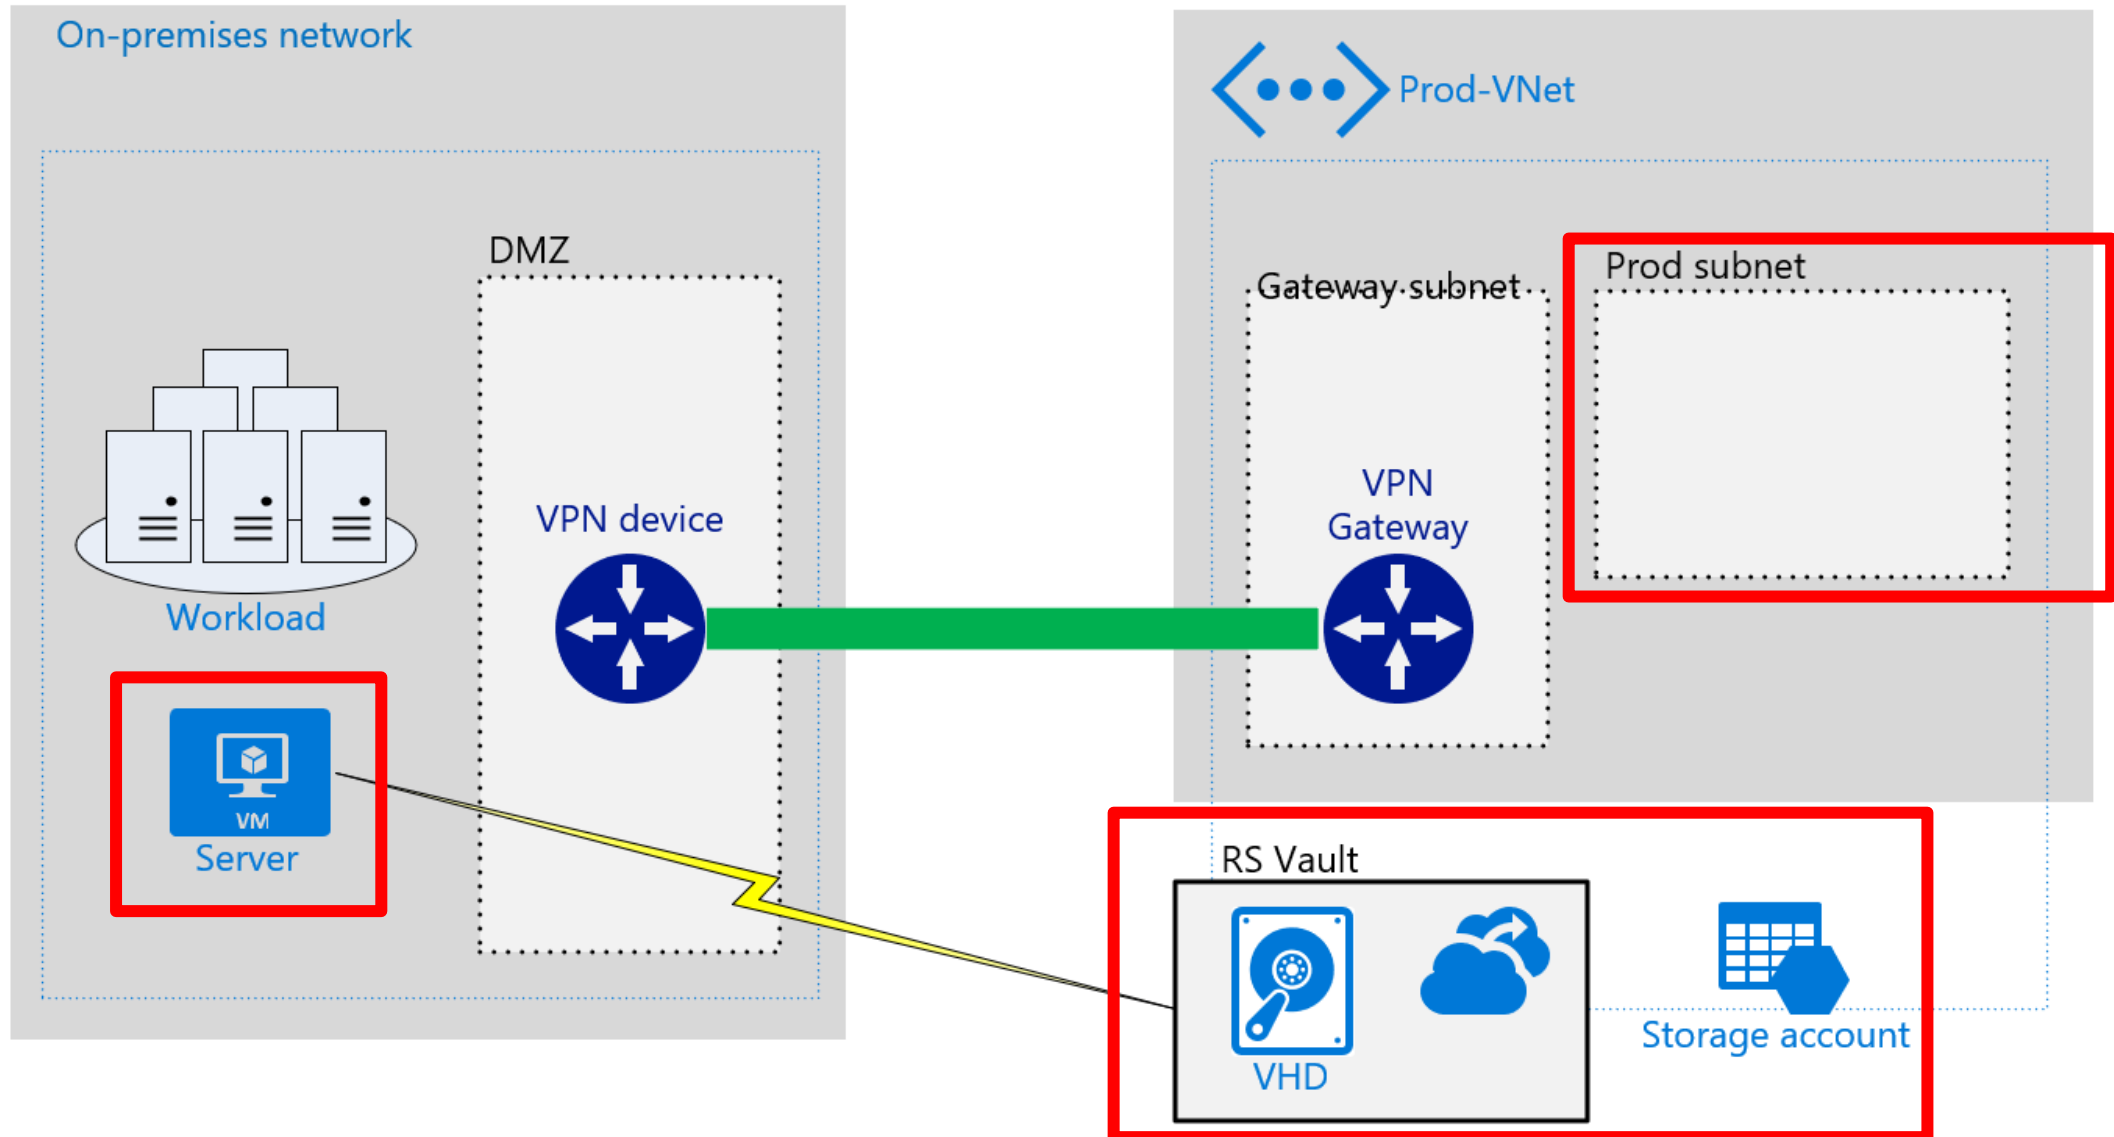 On-premises network
Prod-VNet
DMZ
Gateway subnet
Prod subnet
VPN device
VPN
Gateway
Workload
VM
Server
RS Vault
VHD
Storage account